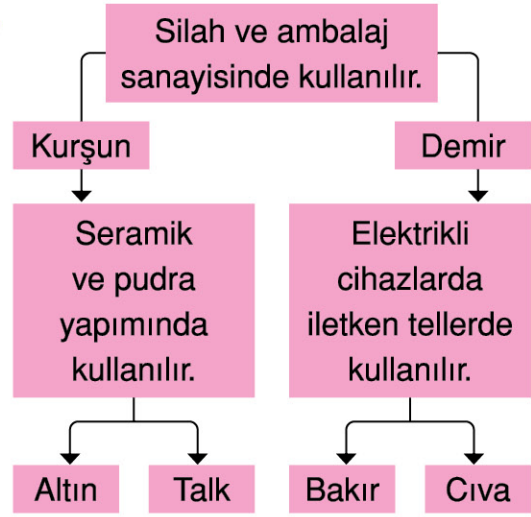 Silah ve ambalaj
sanayisinde kullanılır.
Kurşun
Demir
Seramik
ve pudra
yapımında
kullanılır.
Elektrikli
cihazlarda
iletken tellerde
kullanılır.
Altın
Talk
Bakır
Cıva